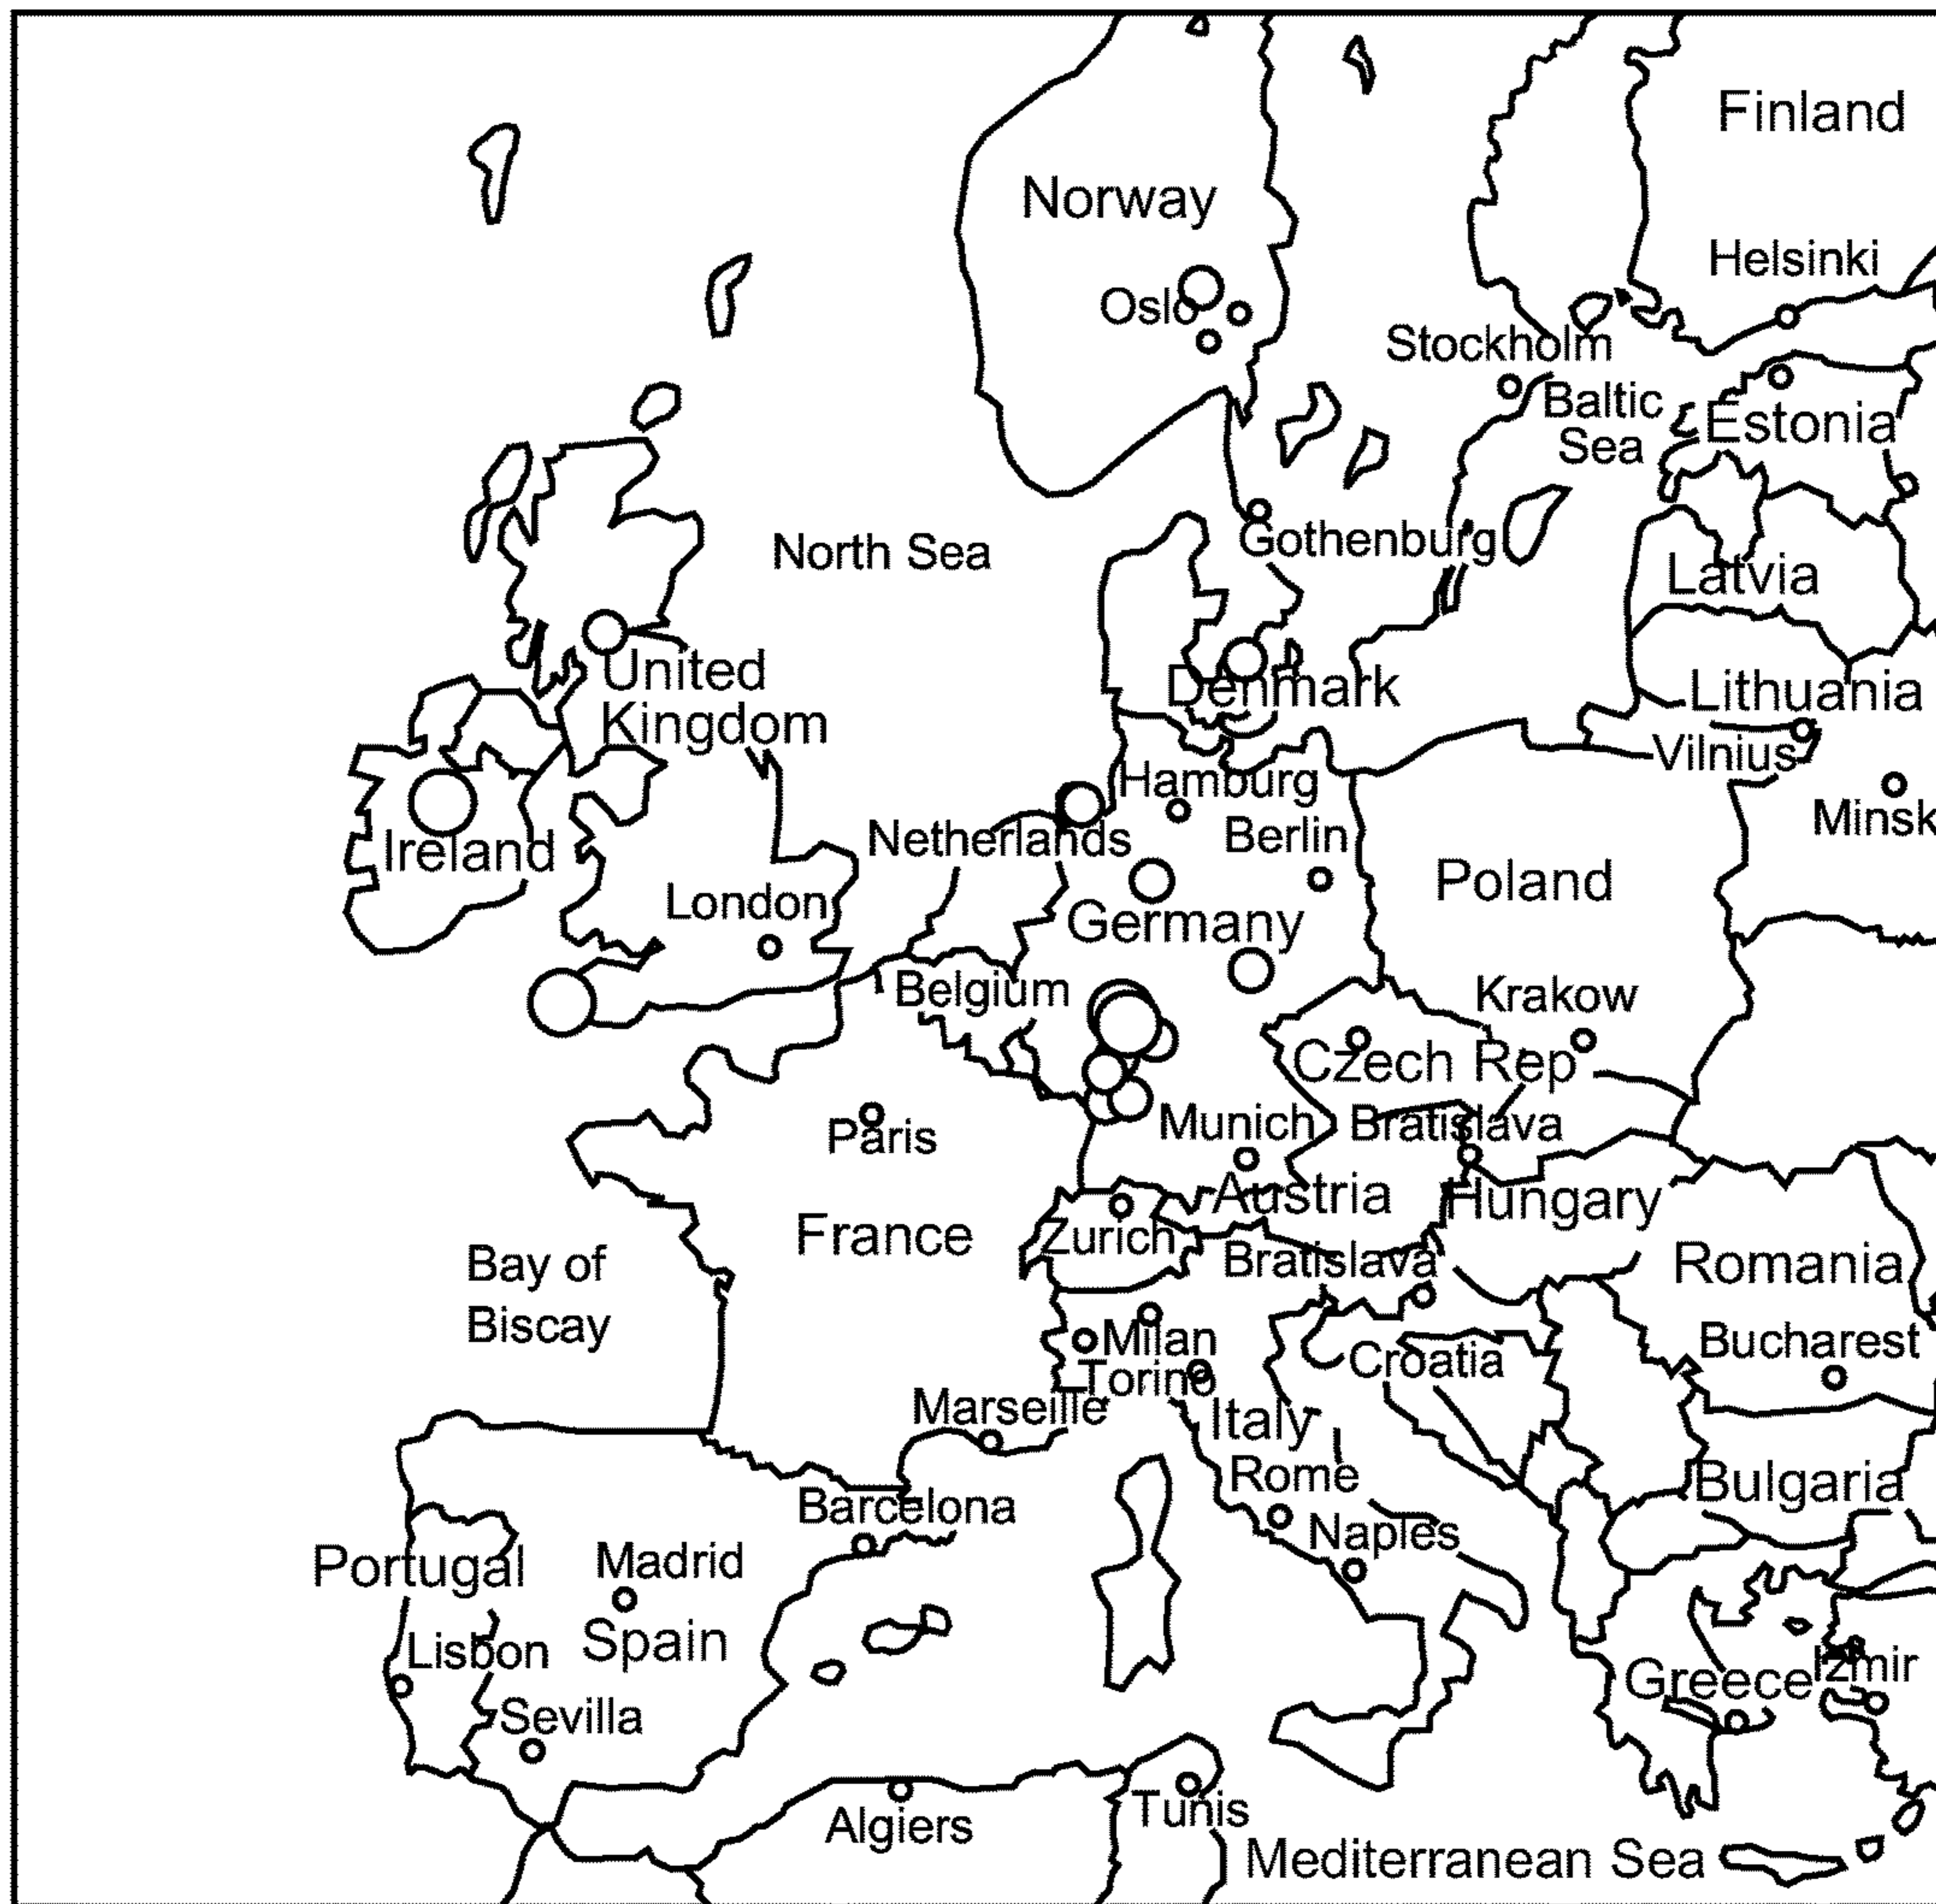 Finland
Norway
Helsinki
Oslo
Stockholm
Baltic
Sea
Estonia
Gothenburg
North Sea
Latvia
United
Kingdom
Denmark
Lithuania
Vilnius
Hamburg
Minsk
Netherlands
Berlin
Ireland
Poland
London
Germany
Belgium
Krakow
Czech Rep
Munich
Bratislava
Paris
Austria
Hungary
France
Zurich
Bratislava
Bay of
Biscay
Romania
Milan
Bucharest
Croatia
Torino
Marseille
Italy
Rome
Bulgaria
Barcelona
Naples
Portugal
Madrid
Lisbon
Spain
Greece
Izmir
Sevilla
Algiers
Tunis
Mediterranean Sea